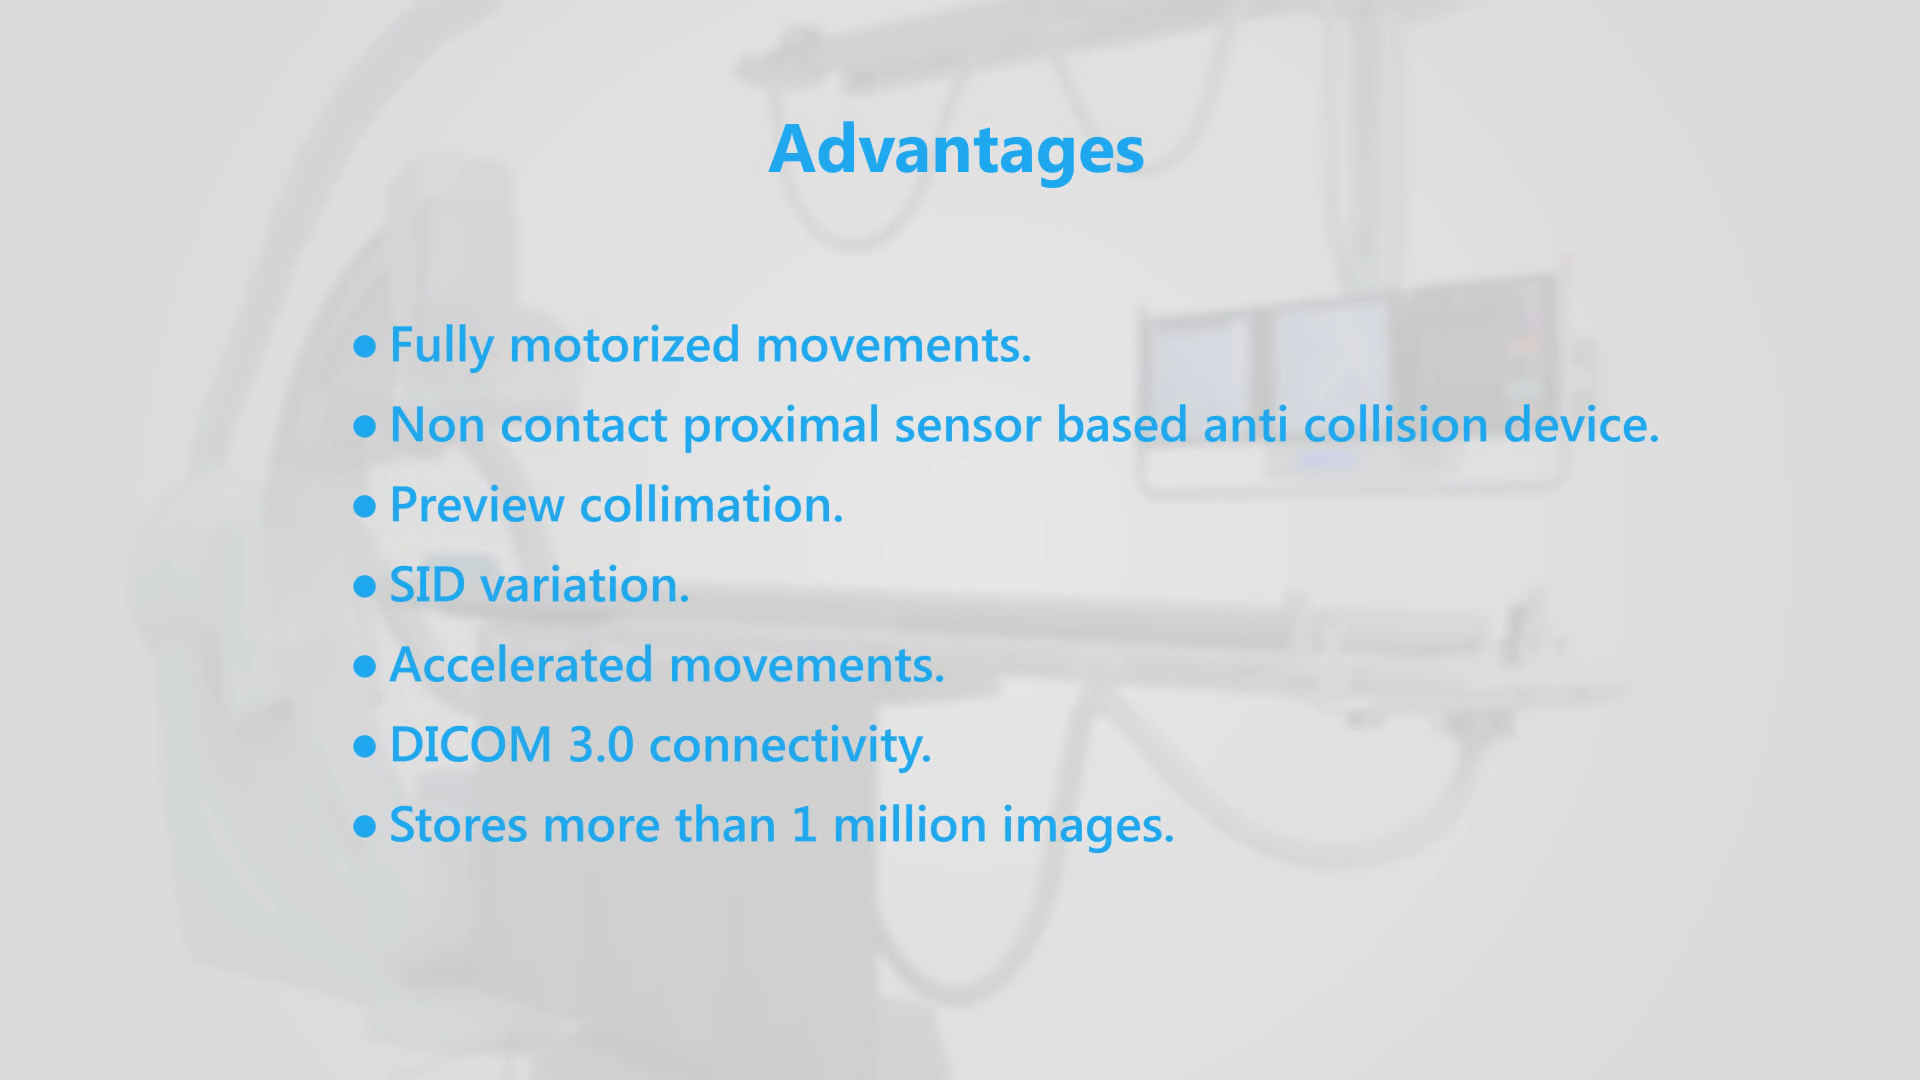 Advantages
● Fully motorized movements.
● Non contact proximal sensor based anti collision device.
● Preview collimation.
● SID variation.
● Accelerated movements.
● DICOM 3.0 connectivity.
● Stores more than 1 million images.